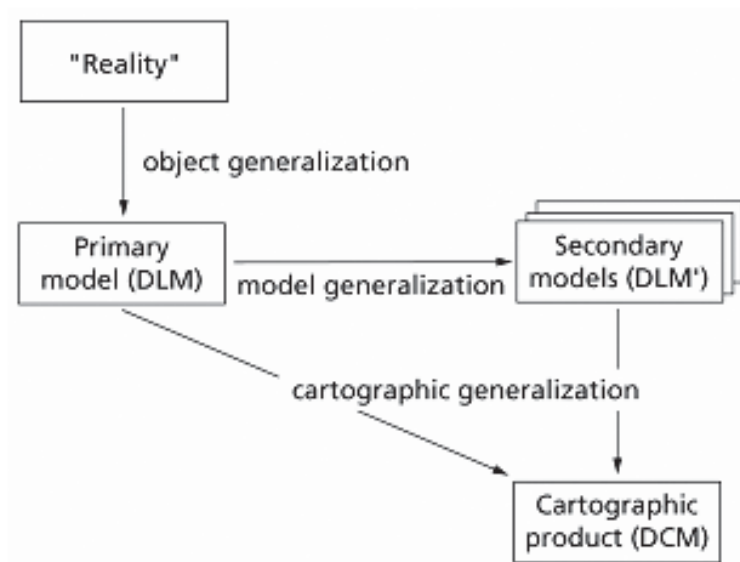 "Reality"
object generalization
Primary
model (DLM)
model generalization
Secondary
models (DLM')
cartographic generalization
Cartographic
product (DCM)